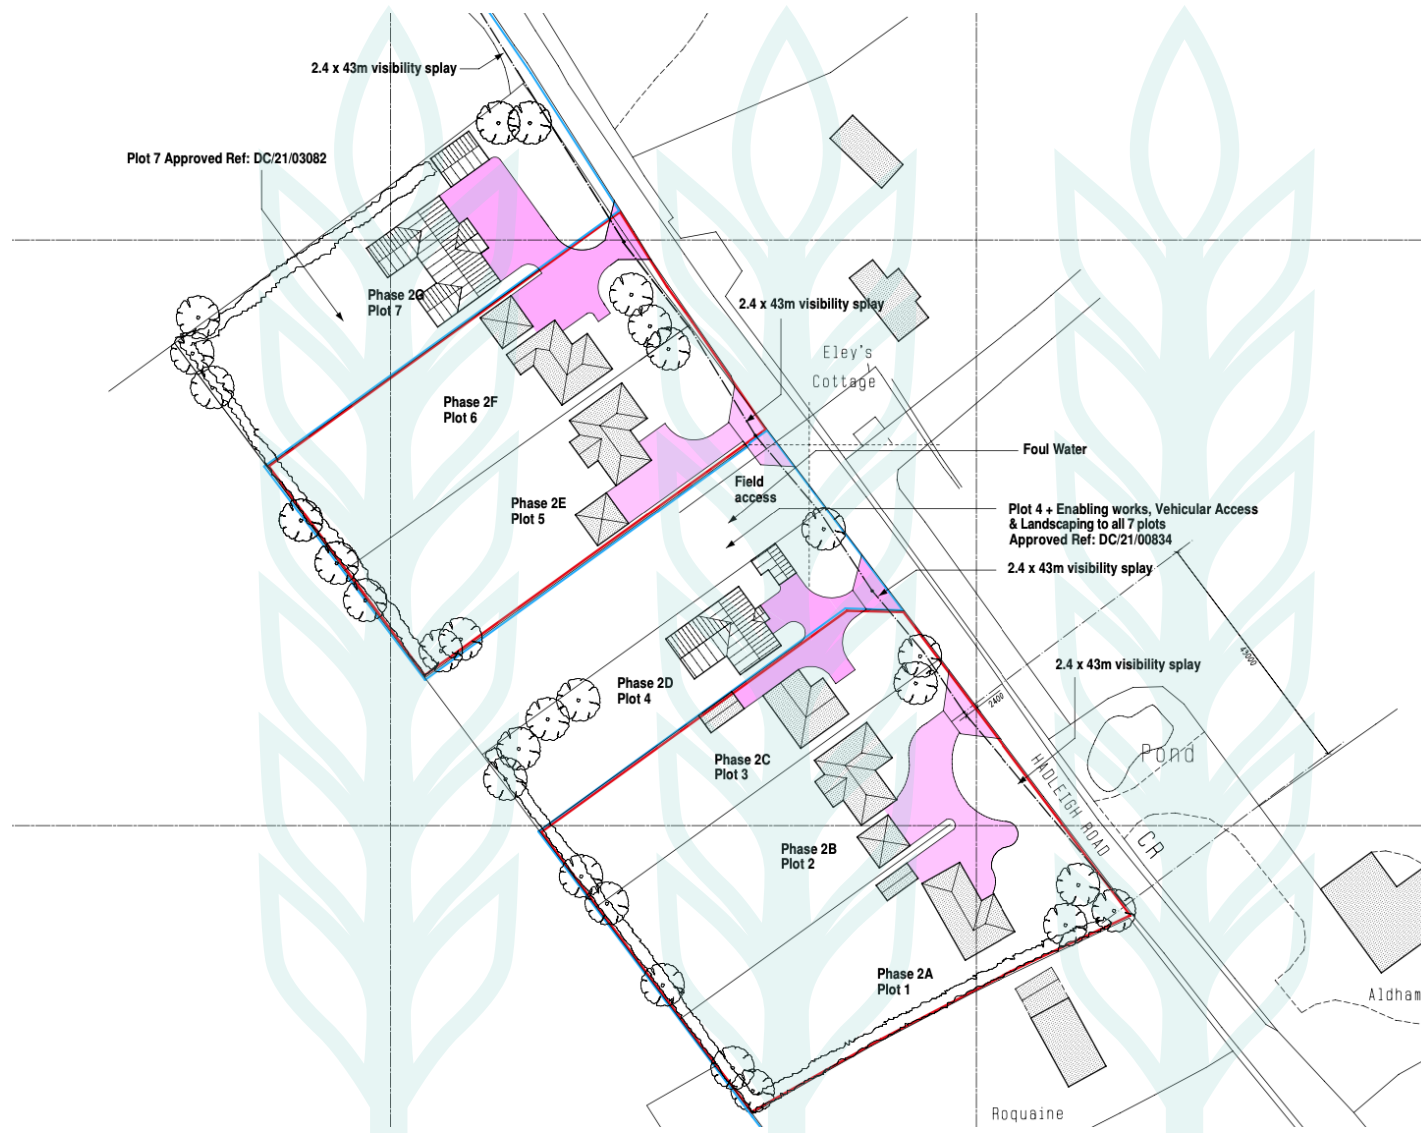 2.4 x 43m visibility splay
Plot 7 Approved Ref: DC/21/03082
Phase 2G
Plot 7
2.4 x 43m visibility splay
Eley's
Cottage
Phase 2F
Plot 6
Foul Water
Field
access
Phase 2E
Plot 5
Plot 4 + Enabling works, Vehicular Access
& Landscaping to all 7 plots
Approved Ref: DC/21/00834
2.4 x 43m visibility splay
43000
2.4 x 43m visibility splay
Phase 2D
Plot 4
2400
Pond
Phase 2C
Plot 3
HADLEIGH ROAD
CR
Phase 2B
Plot 2
Phase 2A
Plot 1
Aldham
Roquaine